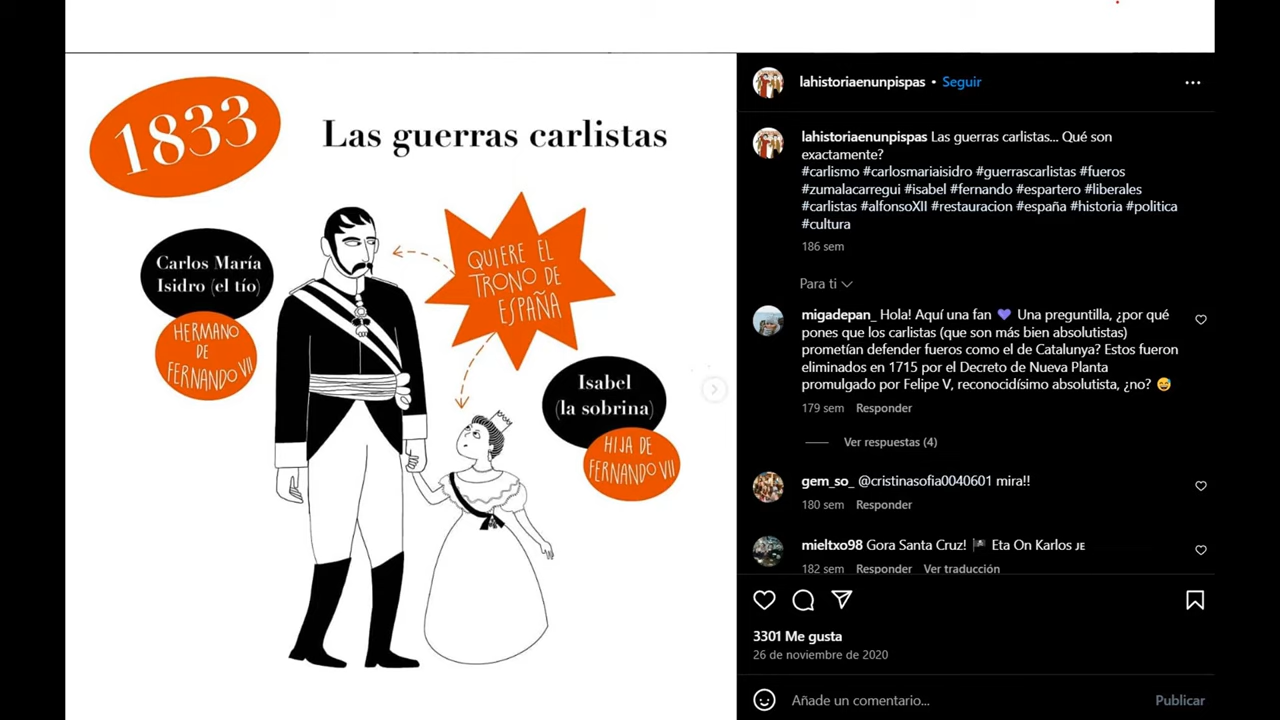 1833
Las guerras carlistas
Carlos María
Isidro (el tío)
HERMANO
DE
FERNANDO VII
QUIERE EL
TRONO DE
ESPAÑA
Isabel
(la sobrina)
HIJA DE
FERNANDO VII
lahistoriaenunpispas • Seguir
lahistoriaenunpispas Las guerras carlistas... Qué son
exactamente?
#carlismo #carlosmariaisidro #guerrascarlistas #fueros
#zumalacarregui #isabel #fernando #espartero #liberales
#carlistas #alfonsoXII #restauracion #españa #historia #politica
#cultura
186 sem
Para ti
migadepan_ Hola! Aquí una fan 💜 Una preguntilla, ¿por qué
pones que los carlistas (que son más bien absolutistas)
prometían defender fueros como el de Catalunya? Estos fueron
eliminados en 1715 por el Decreto de Nueva Planta
promulgado por Felipe V, reconocidísimo absolutista, ¿no? 😅
179 sem Responder
Ver respuestas (4)
gem_so_ @cristinasofia0040601 mira!!
180 sem Responder
mieltxo98 Gora Santa Cruz! 🏴 Eta On Karlos ᴊᴇ
182 sem Responder Ver traducción
3301 Me gusta
26 de noviembre de 2020
Añade un comentario...
Publicar